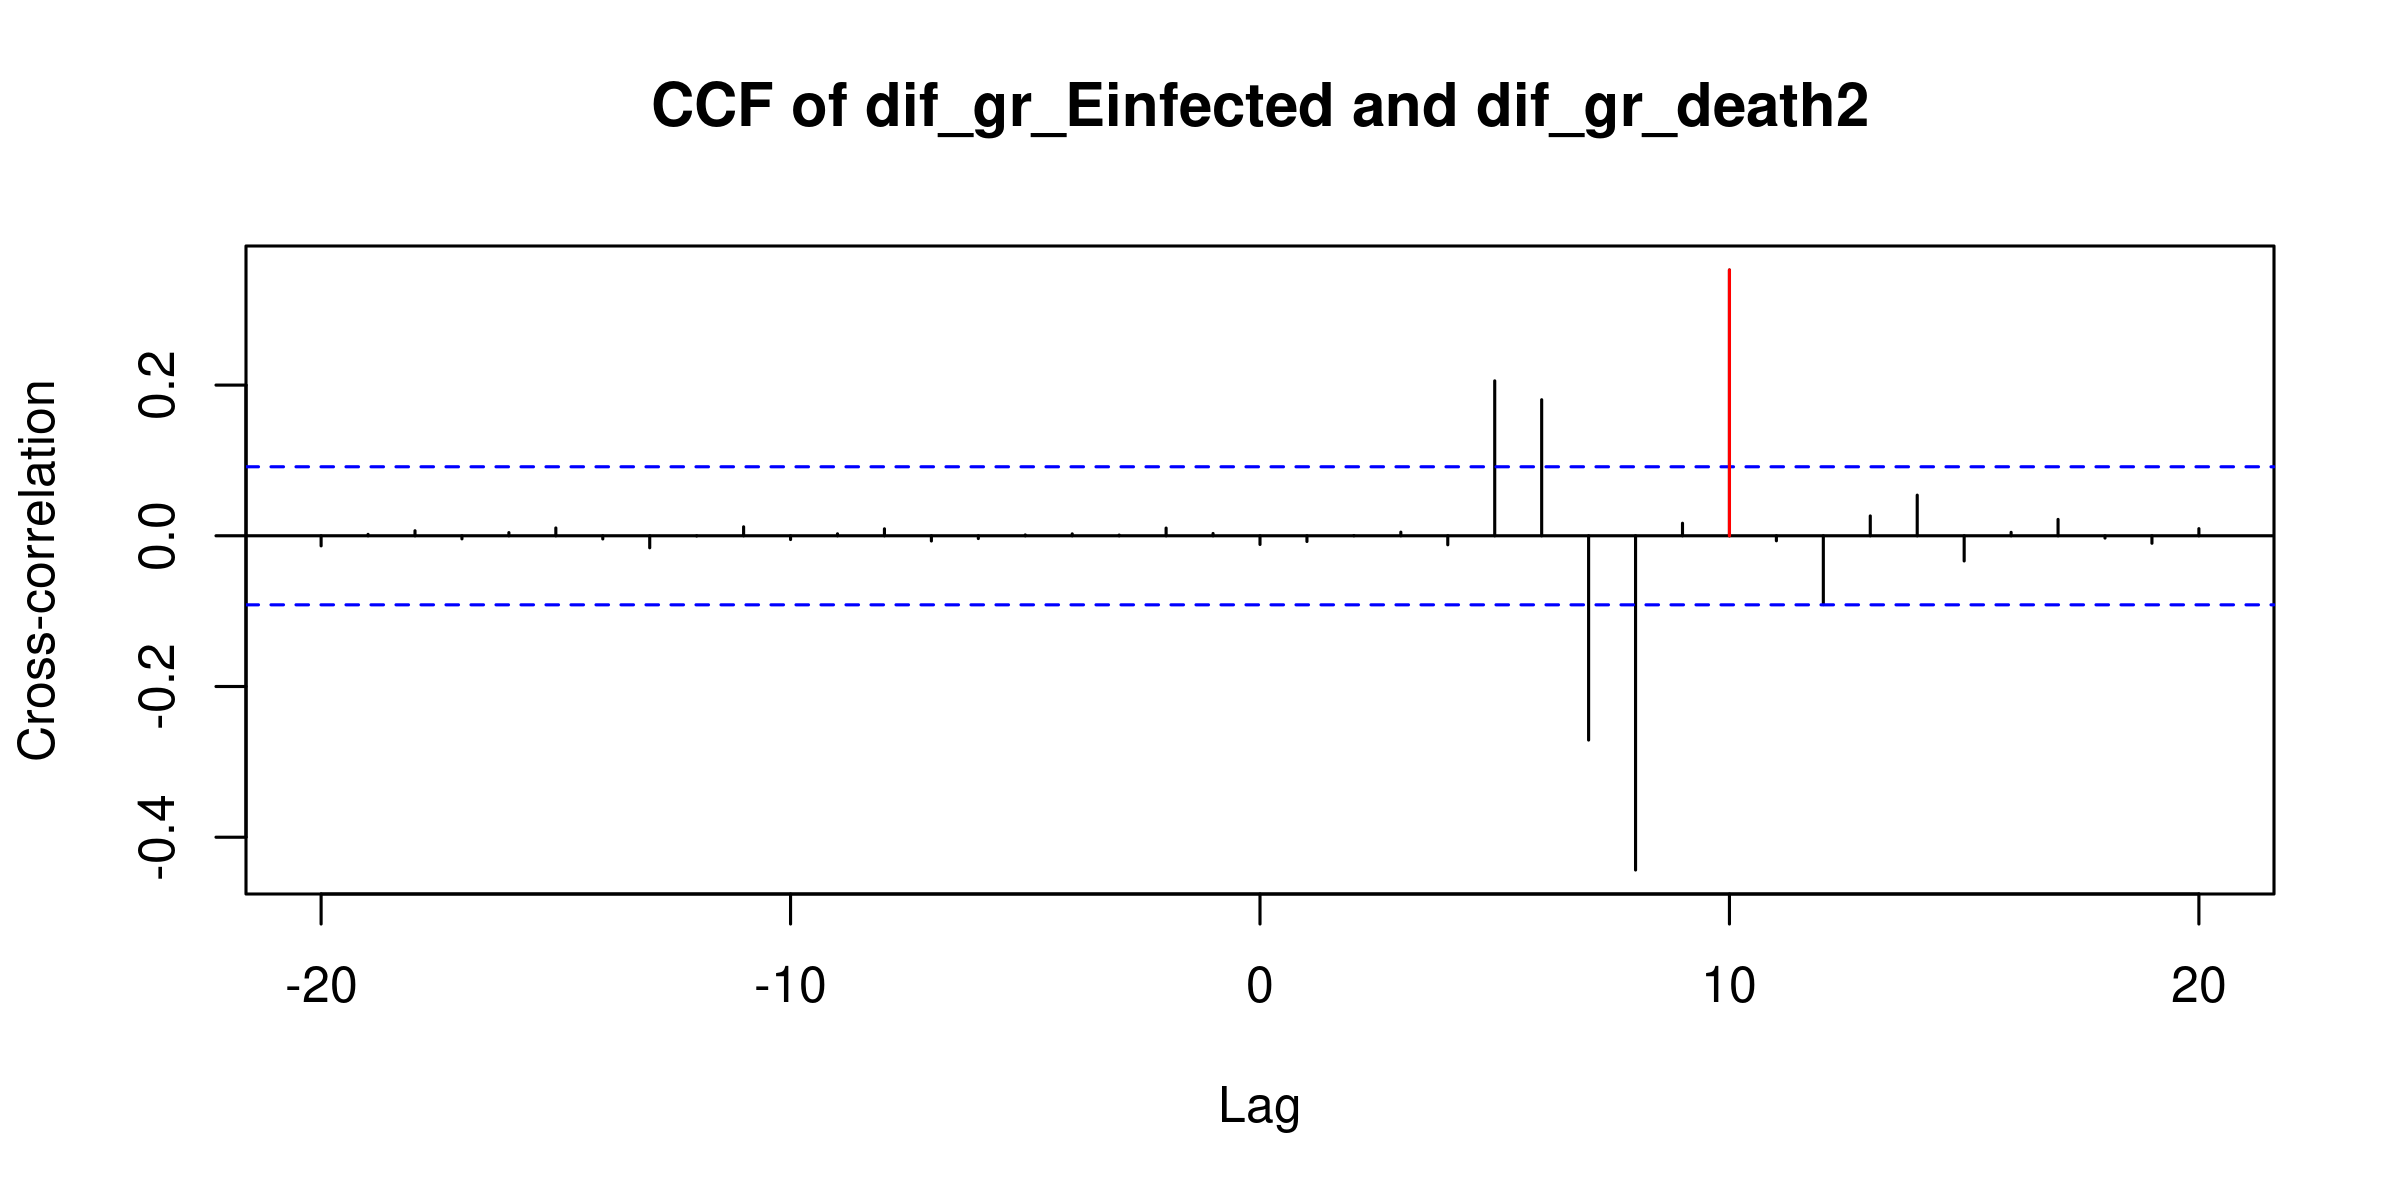 CCF of dif_gr_Einfected and dif_gr_death2
Cross-correlation
0.2
0.0
-0.2
-0.4
-20 -10 0 10 20
Lag